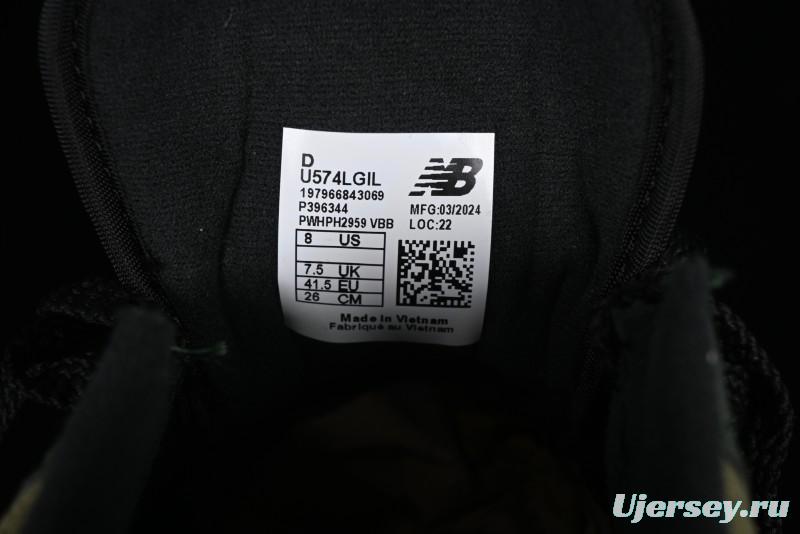 D
U574LGIL
197966843069
P396344
PWHPH2959 VBB
NB
MFG:03/2024
LOC:22
8 US
7.5 UK
41.5 EU
26 CM
Made in Vietnam
Fabriqué au Vietnam
Ujersey.ru